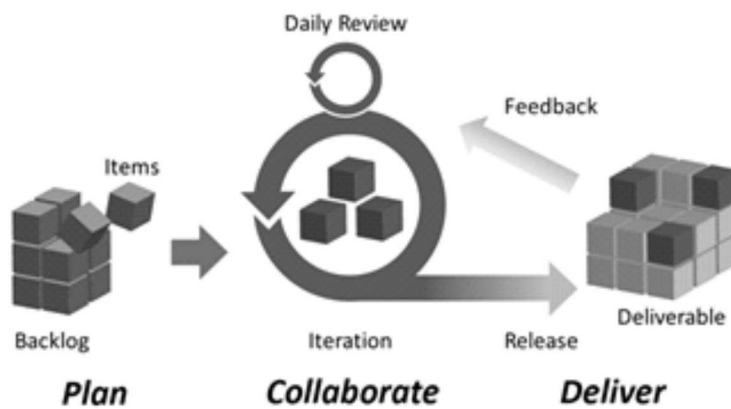 Daily Review
Feedback
Items
Backlog
Iteration
Release
Deliverable
Plan
Collaborate
Deliver